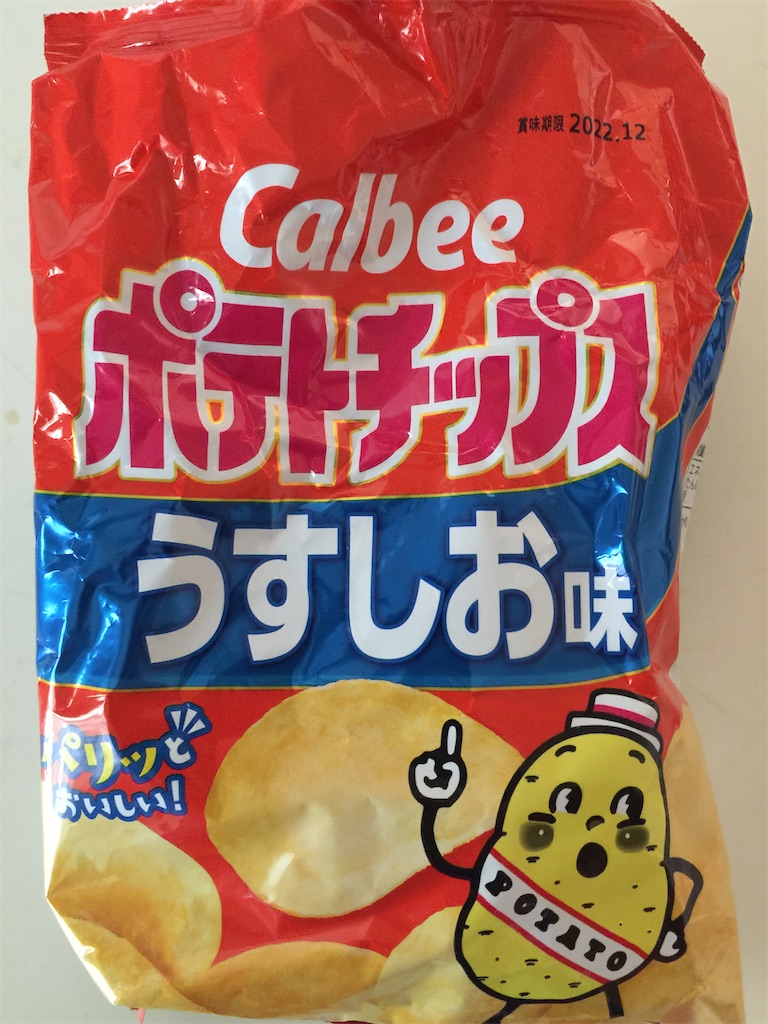 賞味期限 2022.12
Calbee
ポテトチップス
うすしお味
パリッと
おいしい!
POTATO